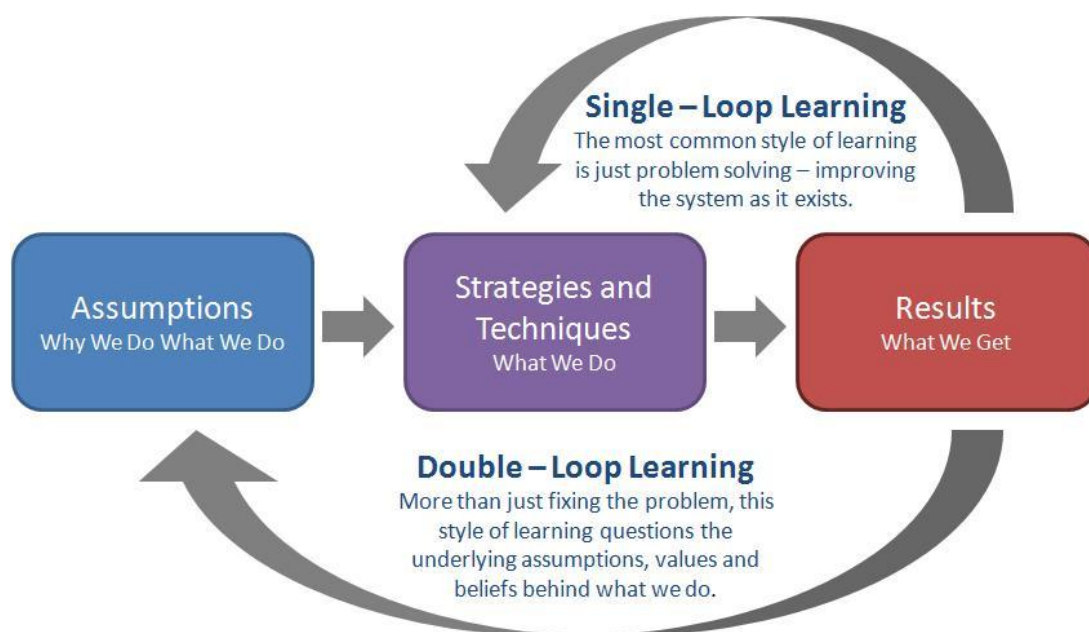 Single – Loop Learning
The most common style of learning
is just problem solving – improving
the system as it exists.
Assumptions
Why We Do What We Do
Strategies and
Techniques
What We Do
Results
What We Get
Double – Loop Learning
More than just fixing the problem, this
style of learning questions the
underlying assumptions, values and
beliefs behind what we do.